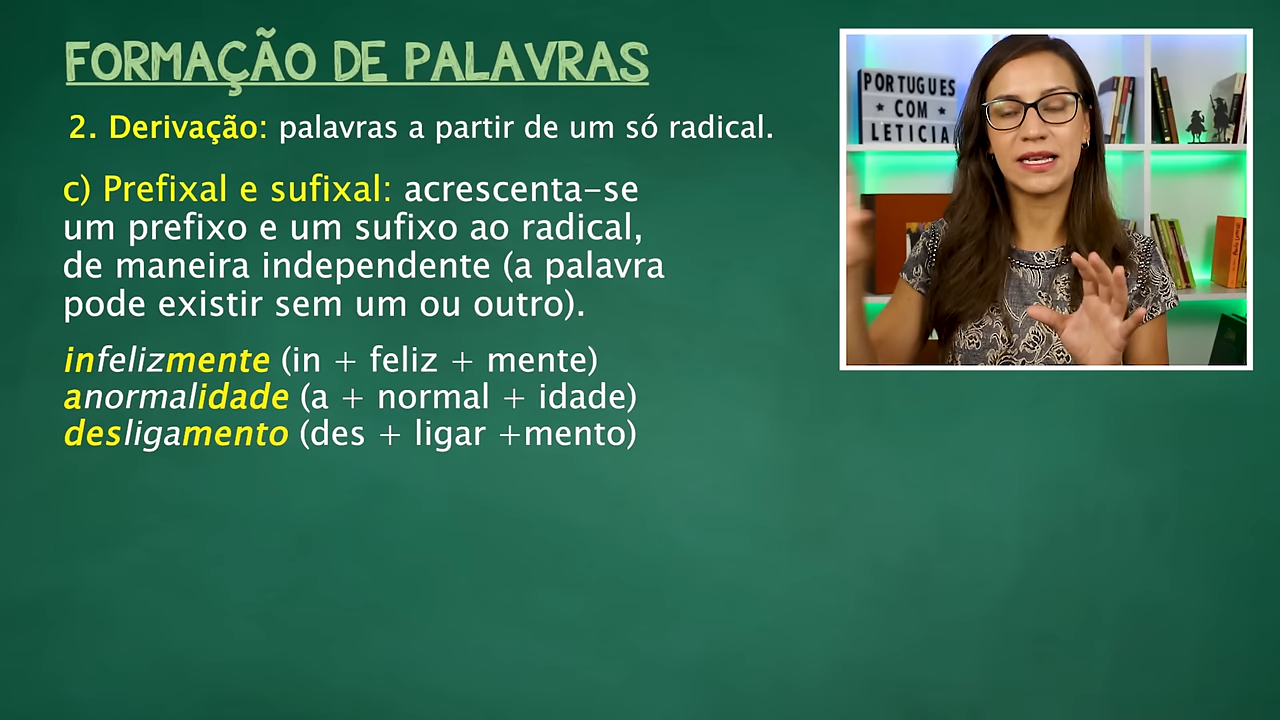 FORMAÇÃO DE PALAVRAS
2. Derivação: palavras a partir de um só radical.
c) Prefixal e sufixal: acrescenta-se
um prefixo e um sufixo ao radical,
de maneira independente (a palavra
pode existir sem um ou outro).
infelizmente (in + feliz + mente)
anormalidade (a + normal + idade)
desligamento (des + ligar +mento)
PORTUGUES
★ COM ★
LETICIA